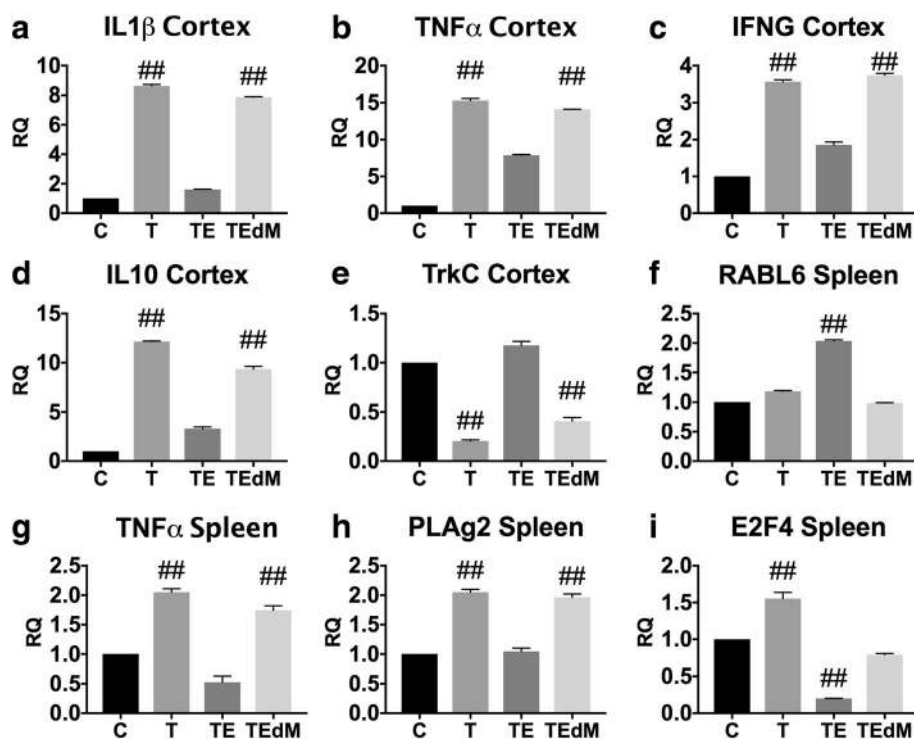 a IL1β Cortex
RQ
10
8
6
4
2
0
##
##
C T TE TEdM
b TNFα Cortex
RQ
20
15
10
5
0
##
##
C T TE TEdM
c IFNG Cortex
RQ
4
3
2
1
0
##
##
C T TE TEdM
d IL10 Cortex
RQ
15
10
5
0
##
##
C T TE TEdM
e TrkC Cortex
RQ
1.5
1.0
0.5
0.0
##
##
C T TE TEdM
f RABL6 Spleen
RQ
2.5
2.0
1.5
1.0
0.5
0.0
##
C T TE TEdM
g TNFα Spleen
RQ
2.5
2.0
1.5
1.0
0.5
0.0
##
##
C T TE TEdM
h PLAg2 Spleen
RQ
2.5
2.0
1.5
1.0
0.5
0.0
##
##
C T TE TEdM
i E2F4 Spleen
RQ
2.0
1.5
1.0
0.5
0.0
##
##
C T TE TEdM